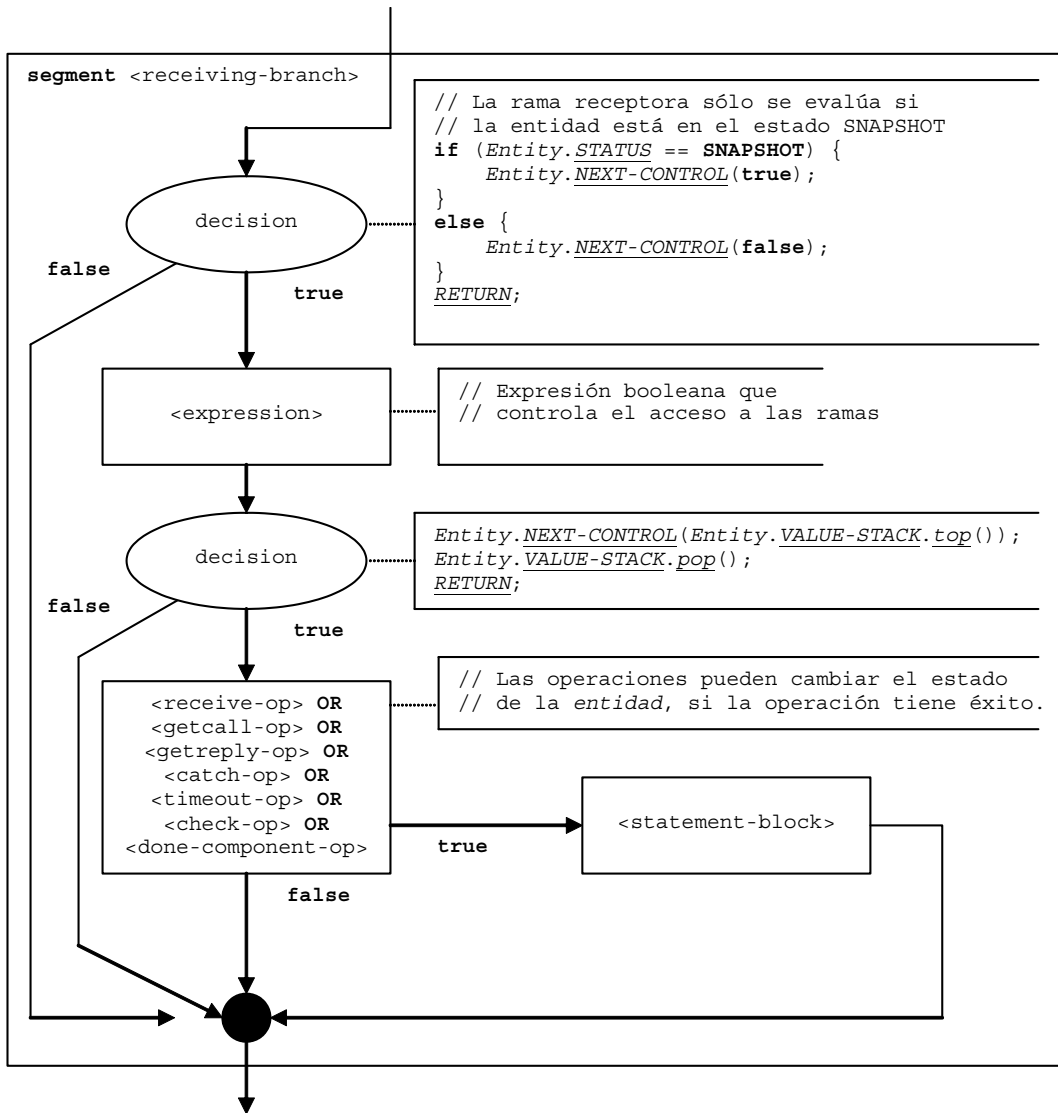 segment <receiving-branch>
// La rama receptora sólo se evalúa si
// la entidad está en el estado SNAPSHOT
if (Entity.STATUS == SNAPSHOT) {
Entity.NEXT-CONTROL(true);
}
else {
Entity.NEXT-CONTROL(false);
}
RETURN;
decision
false
true
<expression>
// Expresión booleana que
// controla el acceso a las ramas
decision
Entity.NEXT-CONTROL(Entity.VALUE-STACK.top());
Entity.VALUE-STACK.pop();
RETURN;
false
true
<receive-op> OR
<getcall-op> OR
<getreply-op> OR
<catch-op> OR
<timeout-op> OR
<check-op> OR
<done-component-op>
// Las operaciones pueden cambiar el estado
// de la entidad, si la operación tiene éxito.
true
<statement-block>
false